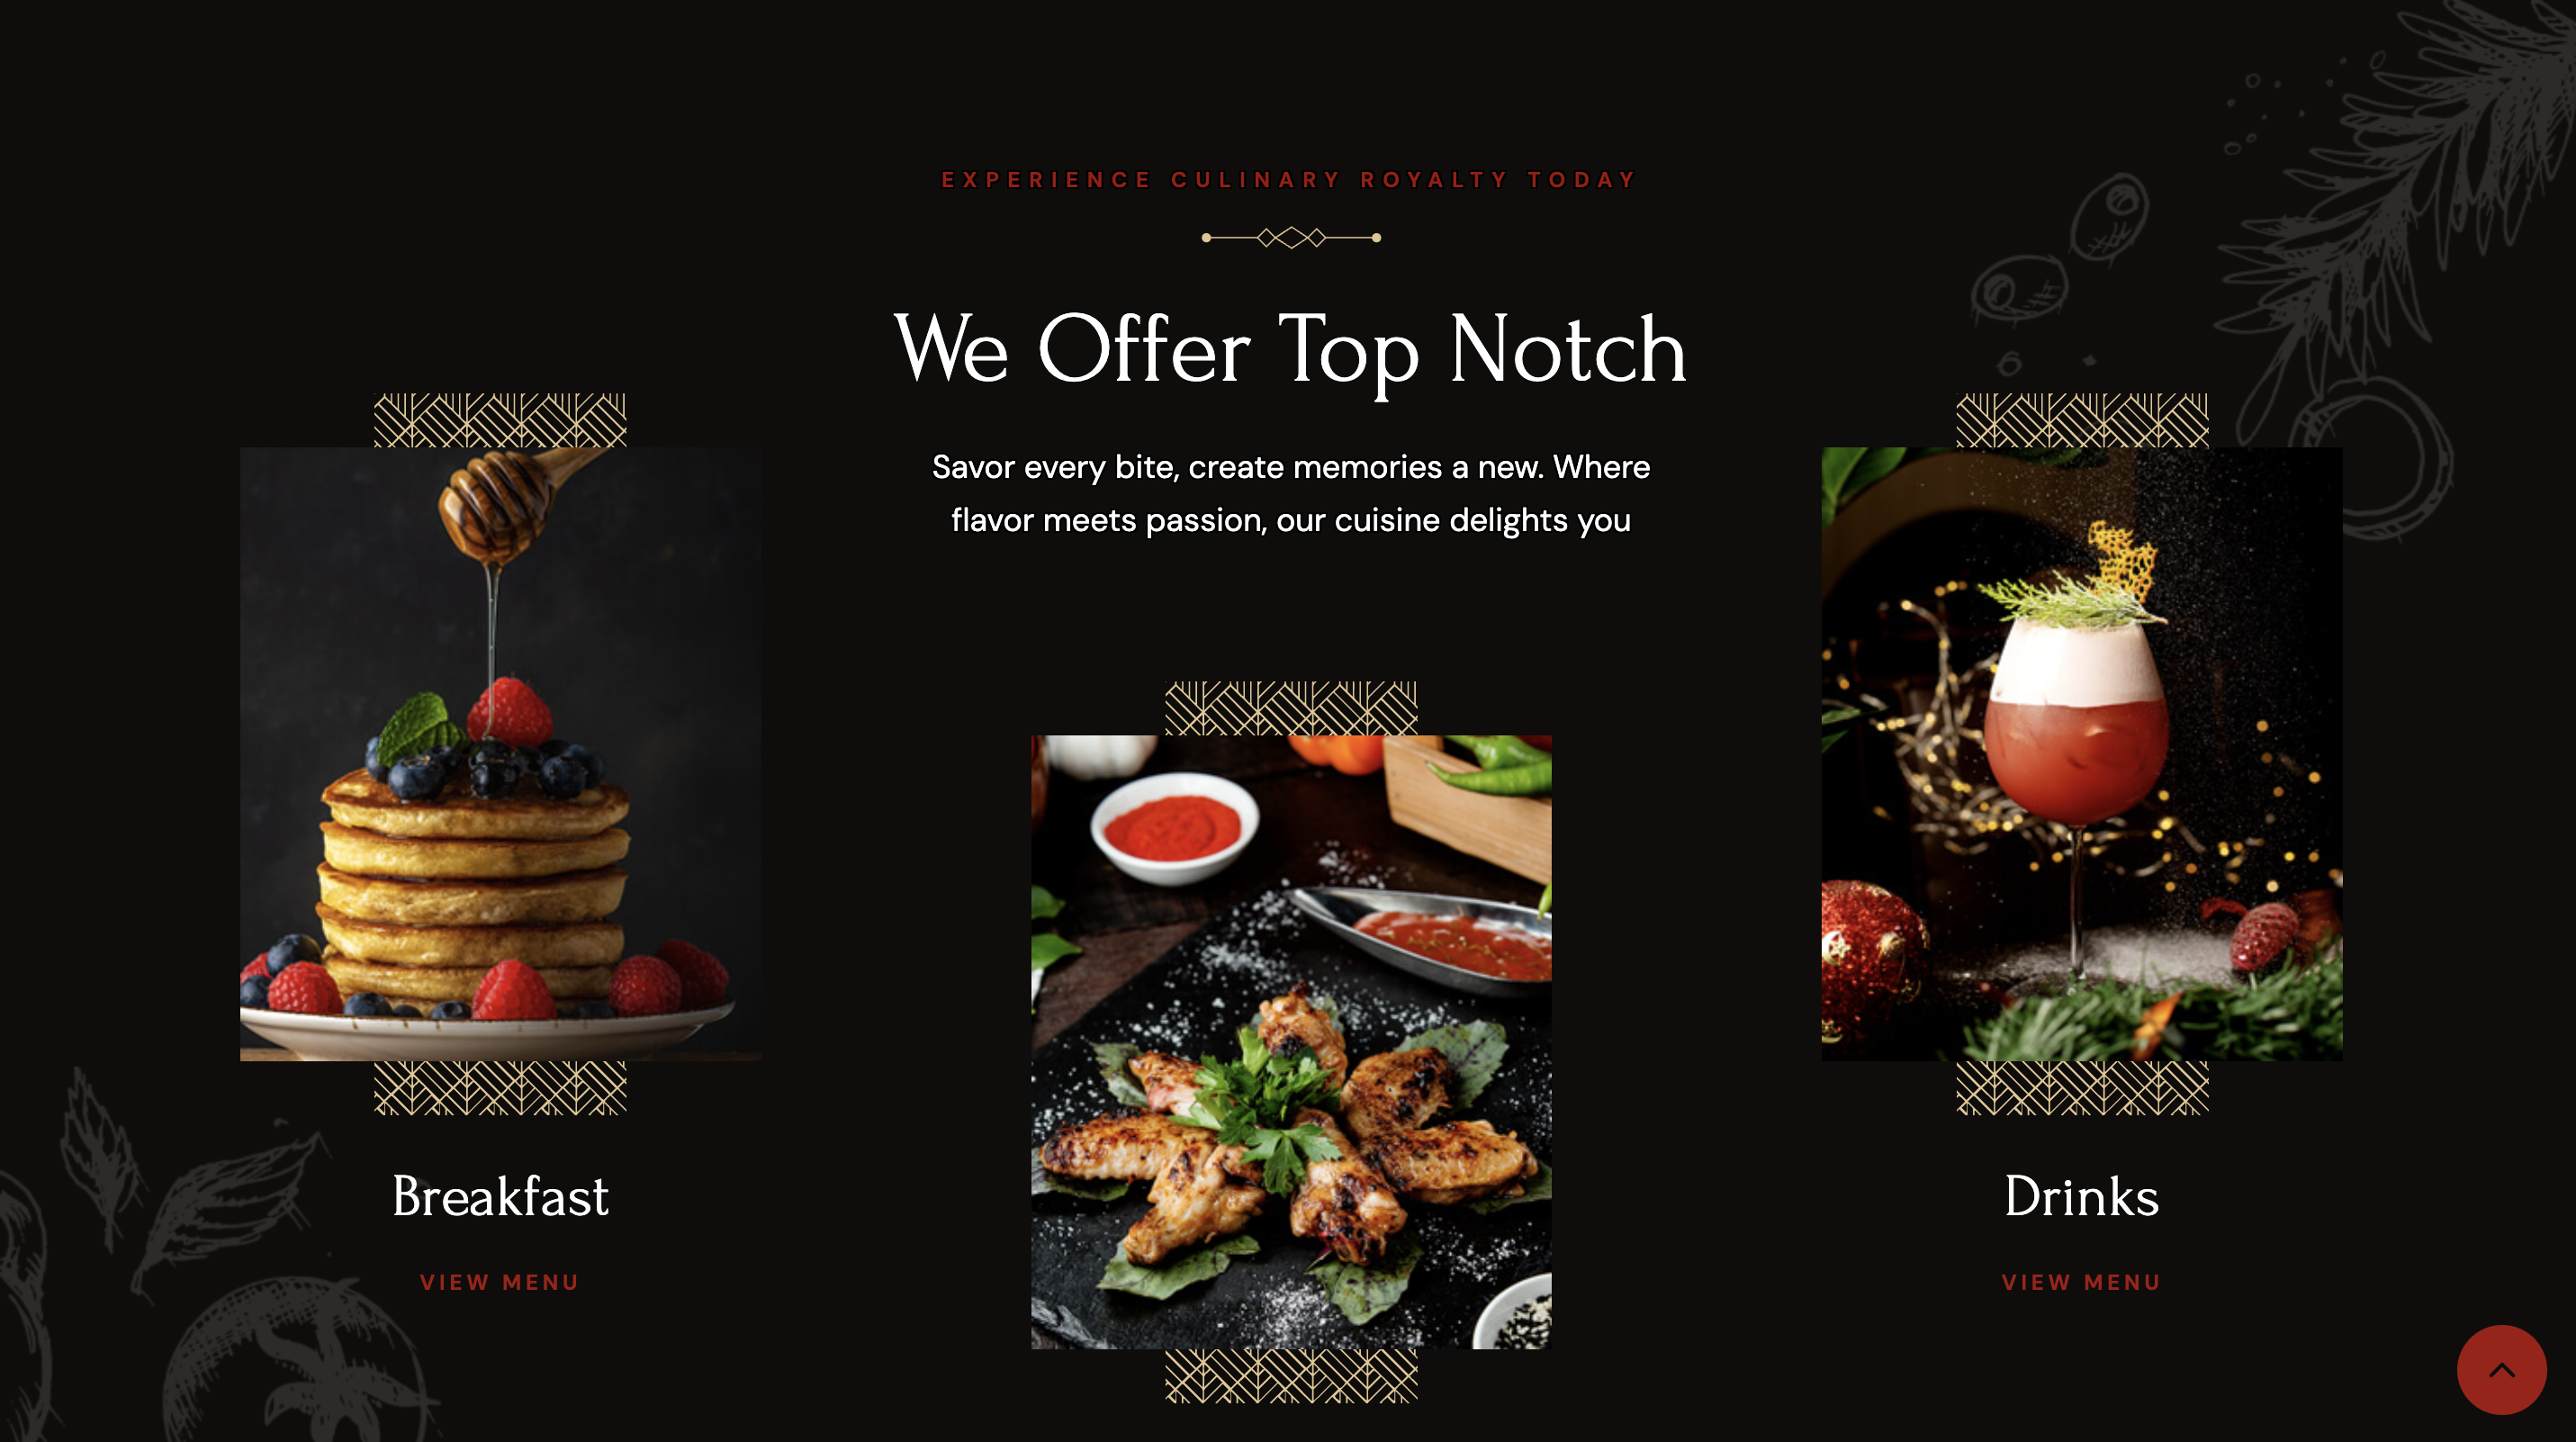 EXPERIENCE CULINARY ROYALTY TODAY
We Offer Top Notch
Savor every bite, create memories a new. Where
flavor meets passion, our cuisine delights you
Breakfast
VIEW MENU
Drinks
VIEW MENU